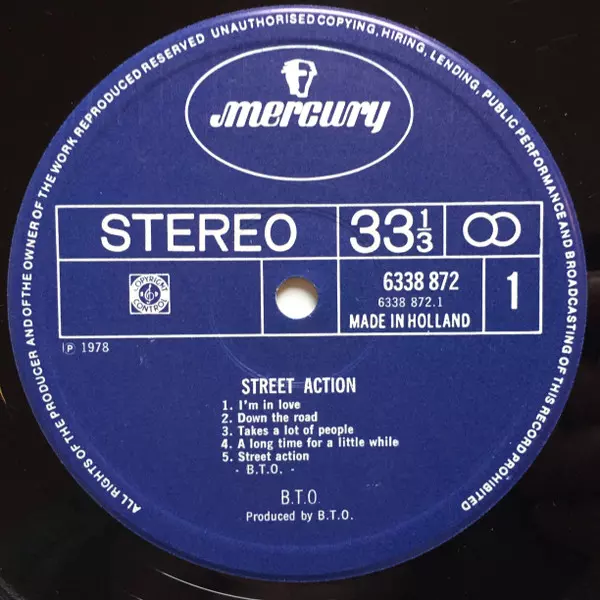 ALL RIGHTS OF THE PRODUCER AND OF THE OWNER OF THE WORK REPRODUCED RESERVED UNAUTHORISED COPYING, HIRING, LENDING, PUBLIC PERFORMANCE AND BROADCASTING OF THIS RECORD PROHIBITED
mercury
STEREO 33 1/3
COPYRIGHT CONTROL
6338 872
6338 872.1
MADE IN HOLLAND
1
Ⓟ 1978
STREET ACTION
1. I'm in love
2. Down the road
3. Takes a lot of people
4. A long time for a little while
5. Street action
- B.T.O. -
B.T.O.
Produced by B.T.O.